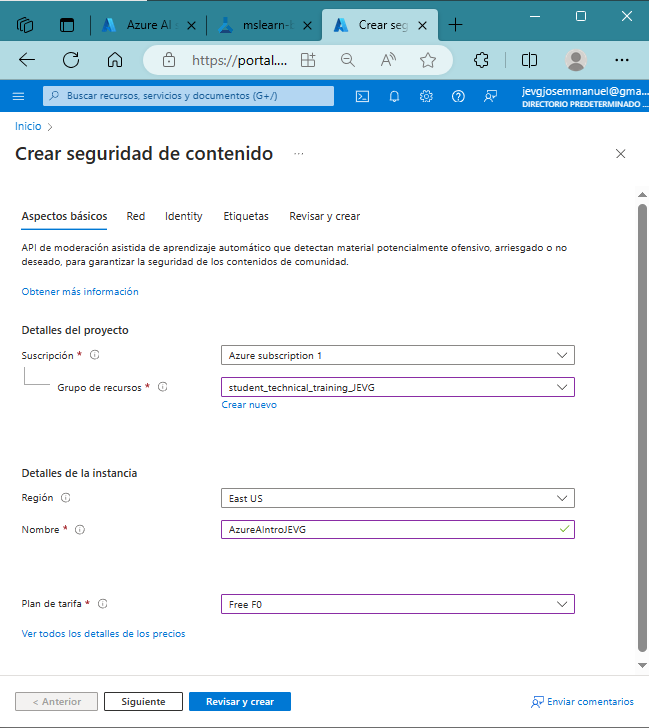 Azure AI
mslearn-
Crear seg
https://portal....
Buscar recursos, servicios y documentos (G+/)
jevgjosemmanuel@gma...
DIRECTORIO PREDETERMINADO ...
Inicio
Crear seguridad de contenido ...
Aspectos básicos Red Identity Etiquetas Revisar y crear
API de moderación asistida de aprendizaje automático que detectan material potencialmente ofensivo, arriesgado o no
deseado, para garantizar la seguridad de los contenidos de comunidad.
Obtener más información
Detalles del proyecto
Suscripción *
Azure subscription 1
Grupo de recursos *
student_technical_training_JEVG
Crear nuevo
Detalles de la instancia
Región
East US
Nombre *
AzureAIntroJEVG
Plan de tarifa *
Free F0
Ver todos los detalles de los precios
< Anterior Siguiente Revisar y crear Enviar comentarios